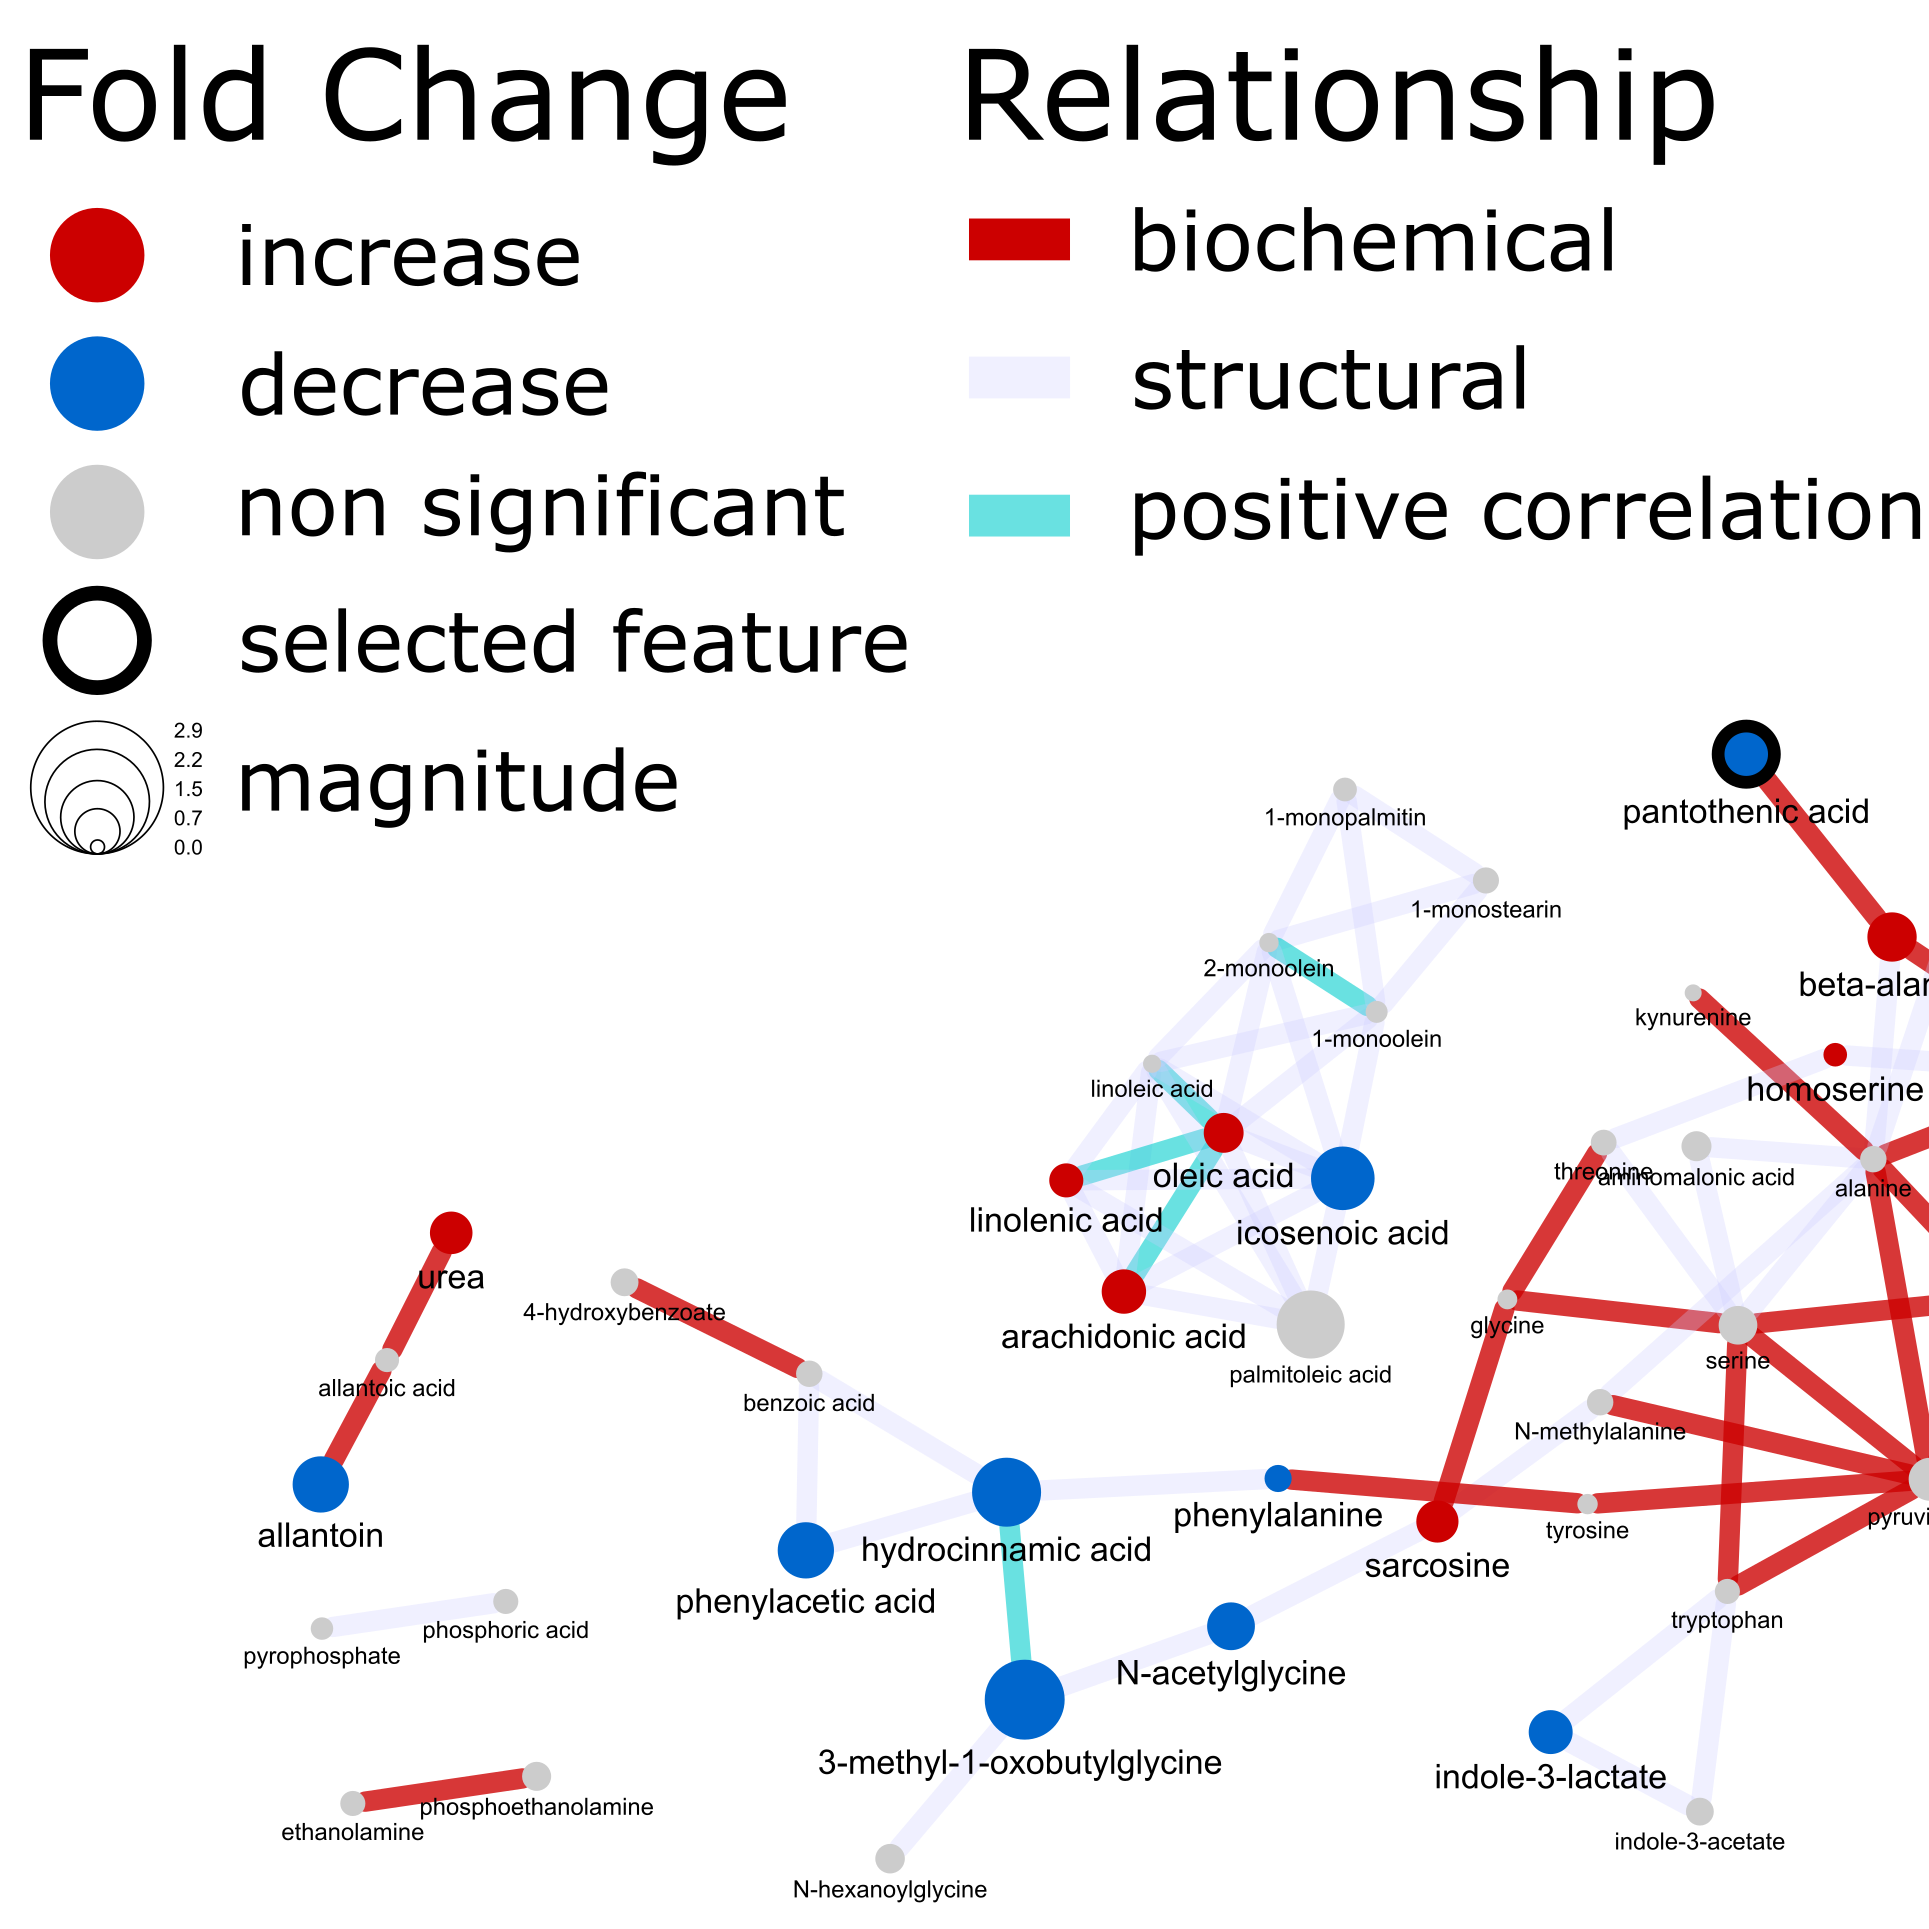 Fold Change
Relationship
increase
decrease
non significant
selected feature
2.9
2.2
1.5
0.7
0.0
magnitude
biochemical
structural
positive correlation
pantothenic acid
1-monopalmitin
1-monostearin
2-monoolein
beta-alan
kynurenine
1-monoolein
linoleic acid
homoserine
threonine
aminomalonic acid
alanine
oleic acid
linolenic acid
icosenoic acid
urea
4-hydroxybenzoate
glycine
arachidonic acid
serine
palmitoleic acid
allantoic acid
benzoic acid
N-methylalanine
phenylalanine
pyruvi
tyrosine
allantoin
hydrocinnamic acid
sarcosine
phenylacetic acid
tryptophan
phosphoric acid
pyrophosphate
N-acetylglycine
3-methyl-1-oxobutylglycine
indole-3-lactate
phosphoethanolamine
ethanolamine
indole-3-acetate
N-hexanoylglycine